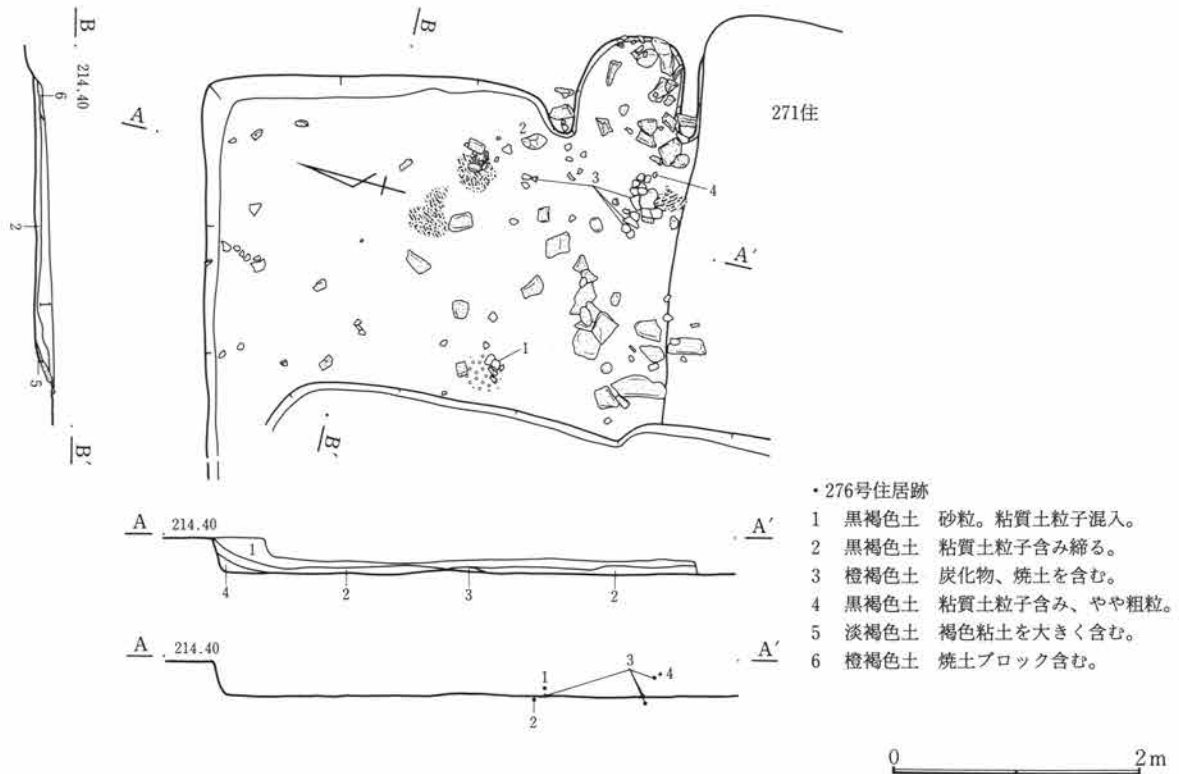 B
214.40
6
2
1
5
B′
A
B
2
3
4
271住
A′
1
B′
A
214.40
A′
1
4
2
3
2
A
214.40
A′
1
3
4
2
・276号住居跡
1 黒褐色土 砂粒。粘質土粒子混入。
2 黒褐色土 粘質土粒子含み締る。
3 橙褐色土 炭化物、焼土を含む。
4 黒褐色土 粘質土粒子含み、やや粗粒。
5 淡褐色土 褐色粘土を大きく含む。
6 橙褐色土 焼土ブロック含む。
0 2m